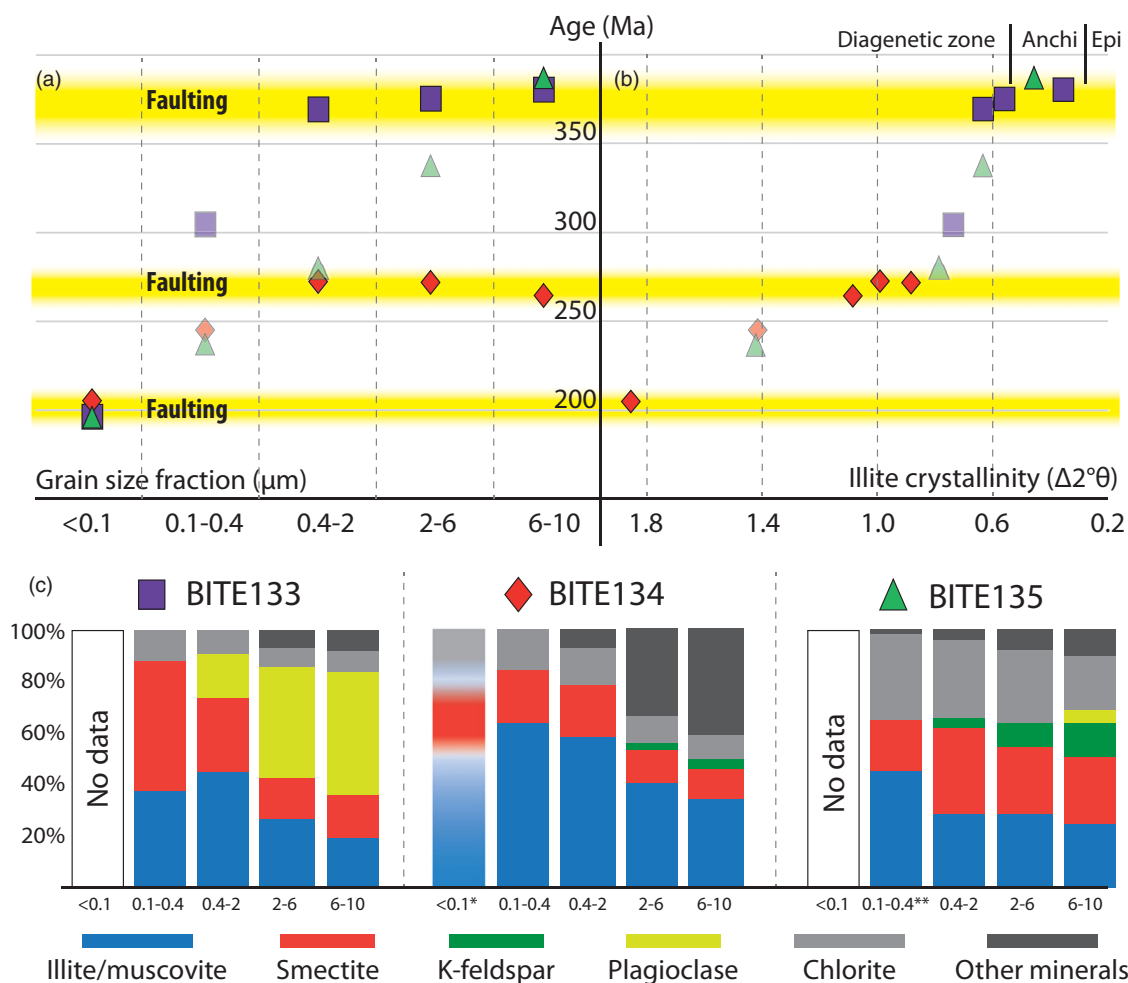 Age (Ma)
Diagenetic zone Anchi Epi
(a) (b)
Faulting
350
300
Faulting
250
200
Faulting
Grain size fraction (μm) Illite crystallinity (Δ2°θ)
<0.1 0.1-0.4 0.4-2 2-6 6-10 1.8 1.4 1.0 0.6 0.2
(c)
BITE133 BITE134 BITE135
100%
80%
60%
40%
20%
No data No data
<0.1 0.1-0.4 0.4-2 2-6 6-10 <0.1* 0.1-0.4 0.4-2 2-6 6-10 <0.1 0.1-0.4** 0.4-2 2-6 6-10
Illite/muscovite Smectite K-feldspar Plagioclase Chlorite Other minerals